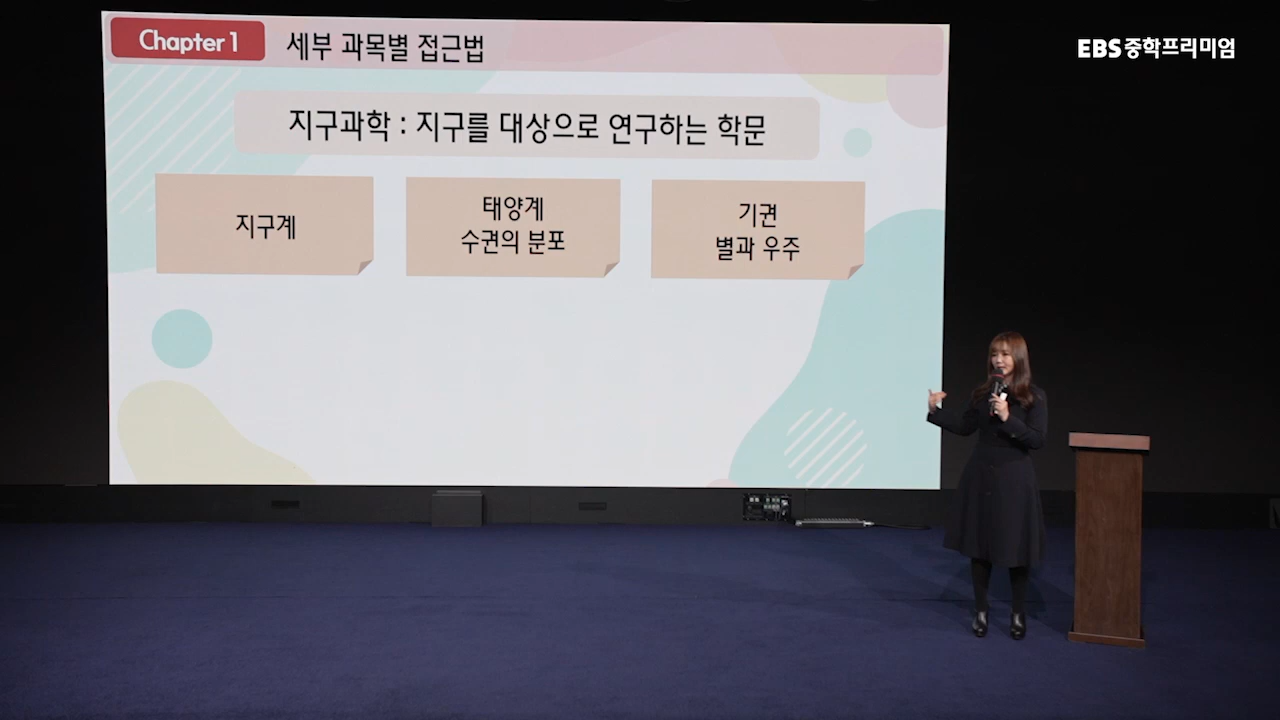 Chapter 1
세부 과목별 접근법
EBS 중학프리미엄
지구과학 : 지구를 대상으로 연구하는 학문
지구계
태양계
수권의 분포
기권
별과 우주